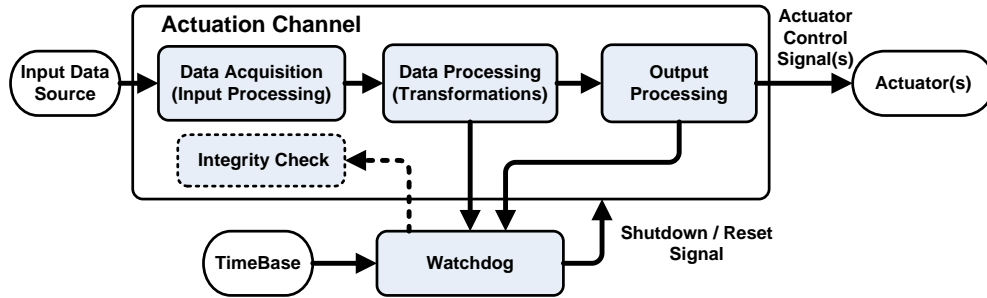 Actuation Channel
Actuator
Control
Signal(s)
Input Data
Source
Data Acquisition
(Input Processing)
Data Processing
(Transformations)
Output
Processing
Actuator(s)
Integrity Check
TimeBase
Watchdog
Shutdown / Reset
Signal